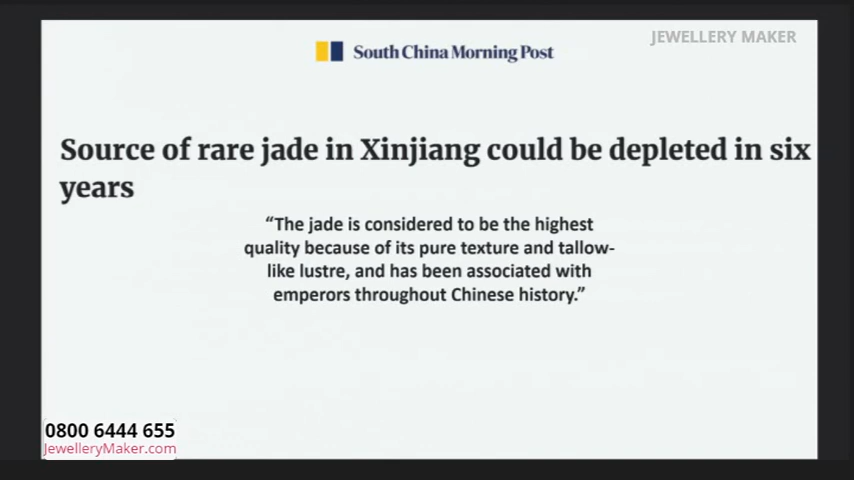 South China Morning Post
JEWELLERY MAKER
Source of rare jade in Xinjiang could be depleted in six
years
“The jade is considered to be the highest
quality because of its pure texture and tallow-
like lustre, and has been associated with
emperors throughout Chinese history.”
0800 6444 655
JewelleryMaker.com